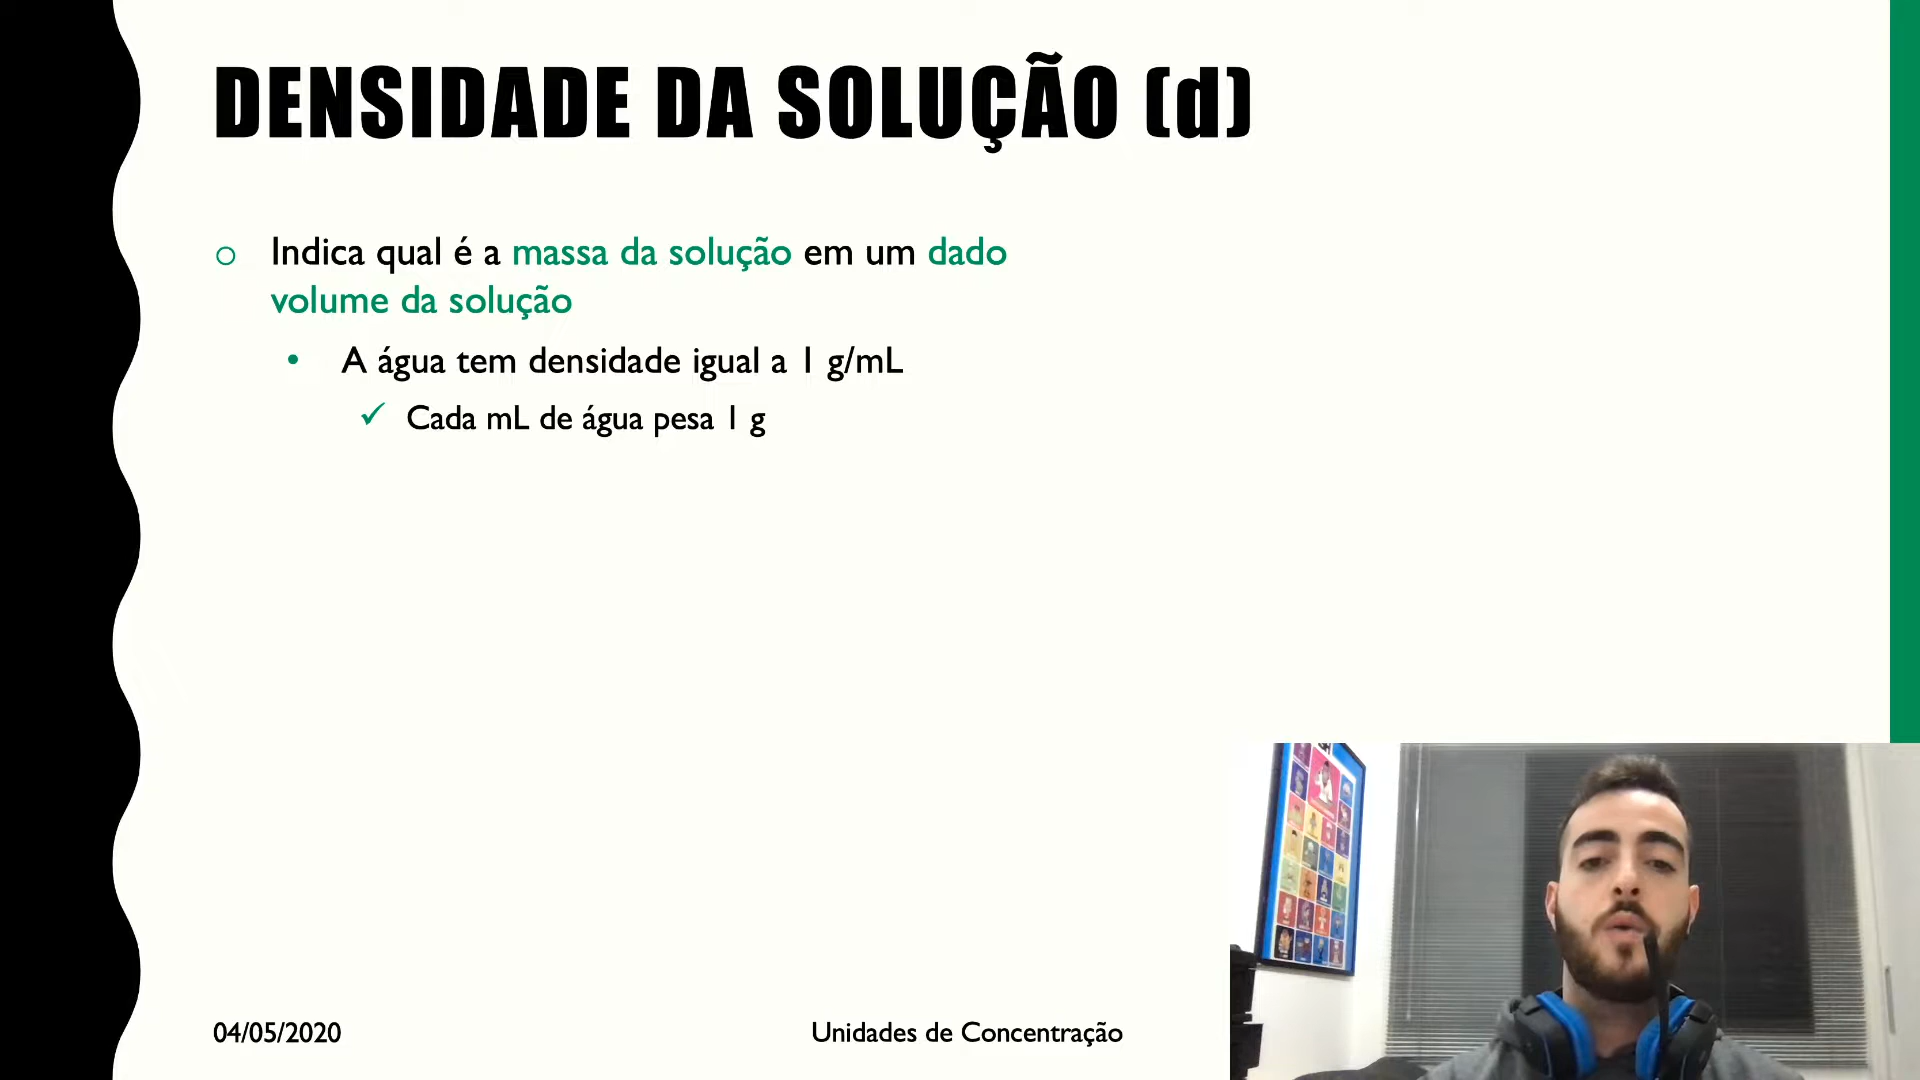 DENSIDADE DA SOLUÇÃO (d)
Indica qual é a massa da solução em um dado
volume da solução
A água tem densidade igual a 1 g/mL
Cada mL de água pesa 1 g
04/05/2020
Unidades de Concentração